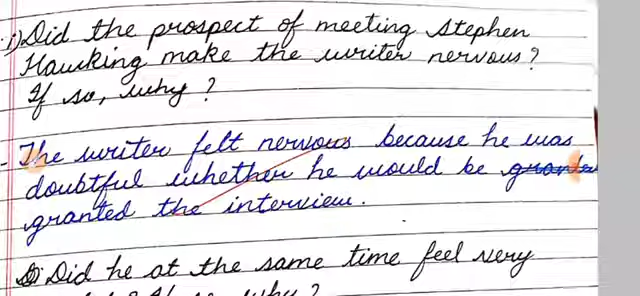 i) Did the prospect of meeting Stephen
Hawking make the writer nervous?
If so, why?
- The writer felt nervous because he was
doubtful whether he would be
granted the interview.
Did he at the same time feel very
why?